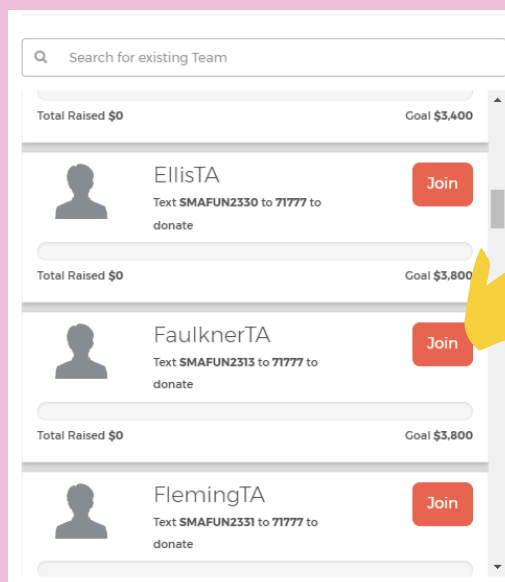 Search for existing Team
Total Raised $0 Goal $3,400
EllisTA Join
Text SMAFUN2330 to 71777 to
donate
Total Raised $0 Goal $3,800
FaulknerTA Join
Text SMAFUN2313 to 71777 to
donate
Total Raised $0 Goal $3,800
FlemingTA Join
Text SMAFUN2331 to 71777 to
donate